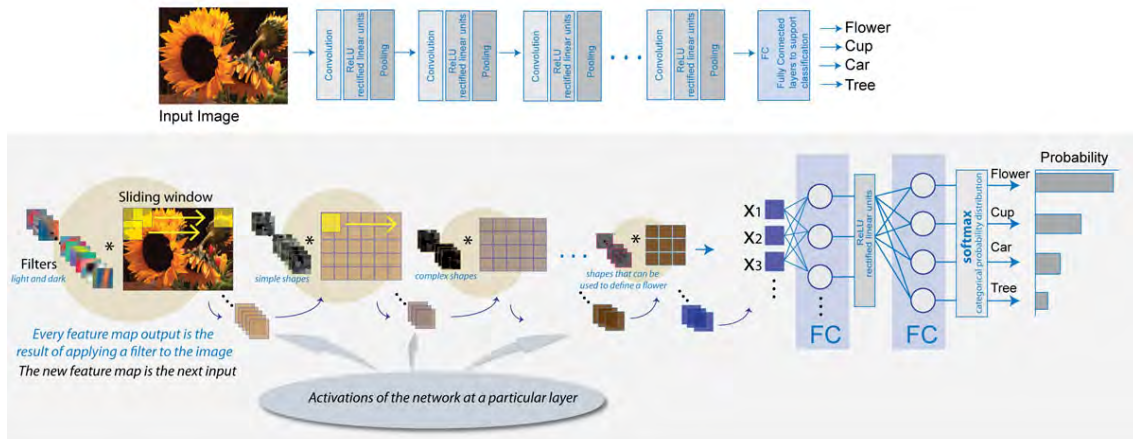 Input Image
Convolution
ReLU
rectified linear units
Pooling
Convolution
ReLU
rectified linear units
Pooling
Convolution
ReLU
rectified linear units
Pooling
Convolution
ReLU
rectified linear units
Pooling
FC
Fully Connected
layers to support
classification
Flower
Cup
Car
Tree
Sliding window
Filters
light and dark
*
simple shapes
*
complex shapes
*
shapes that can be
used to define a flower
*
Every feature map output is the
result of applying a filter to the image
The new feature map is the next input
Activations of the network at a particular layer
X1
X2
X3
FC
ReLU
rectified linear units
FC
softmax
categorical probability distribution
Probability
Flower
Cup
Car
Tree